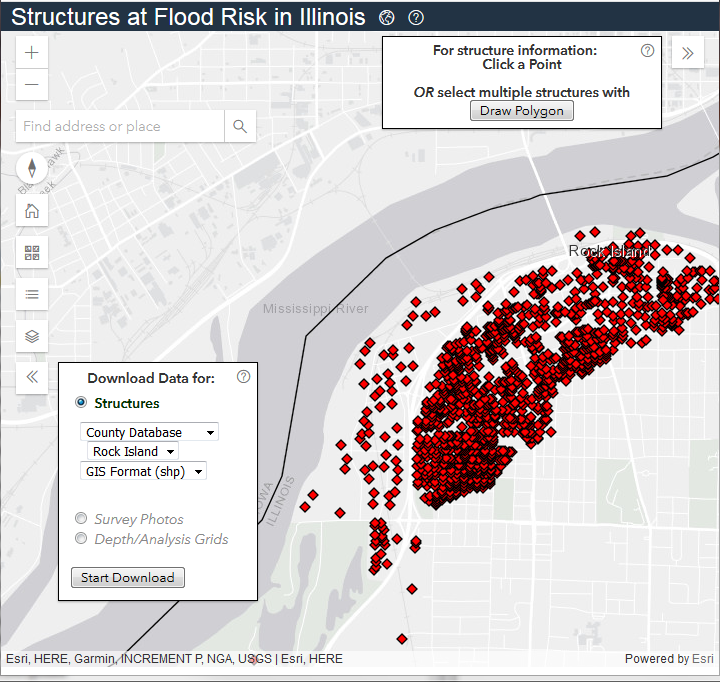 Structures at Flood Risk in Illinois
For structure information:
Click a Point
OR select multiple structures with
Draw Polygon
Find address or place
Rock Island
Mississippi River
Download Data for:
Structures
County Database
Rock Island
GIS Format (shp)
Survey Photos
Depth/Analysis Grids
Start Download
ILLINOIS
Esri, HERE, Garmin, INCREMENT P, NGA, USGS | Esri, HERE
Powered by Esri